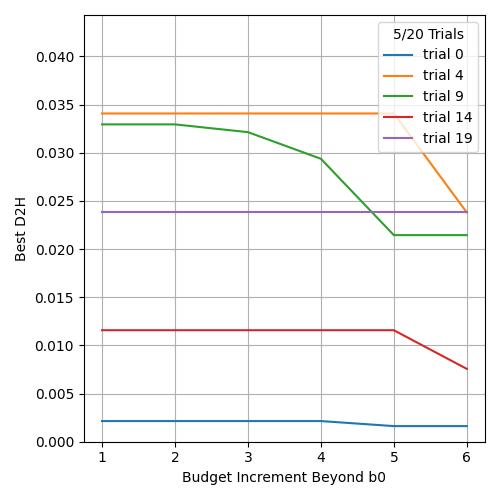 5/20 Trials
trial 0
trial 4
trial 9
trial 14
trial 19
0.040
0.035
0.030
0.025
0.020
0.015
0.010
0.005
0.000
Best D2H
1 2 3 4 5 6
Budget Increment Beyond b0